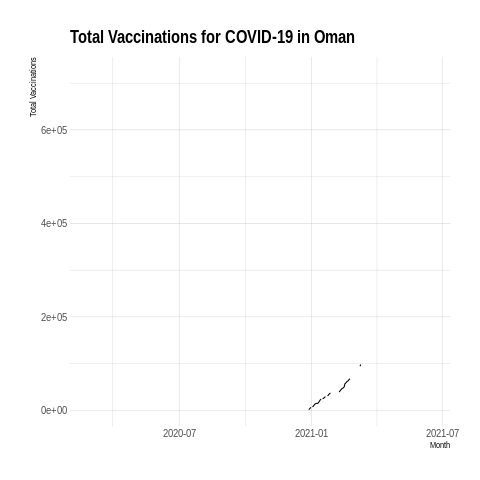 Total Vaccinations for COVID-19 in Oman
Total Vaccinations
6e+05
4e+05
2e+05
0e+00
2020-07
2021-01
2021-07
Month